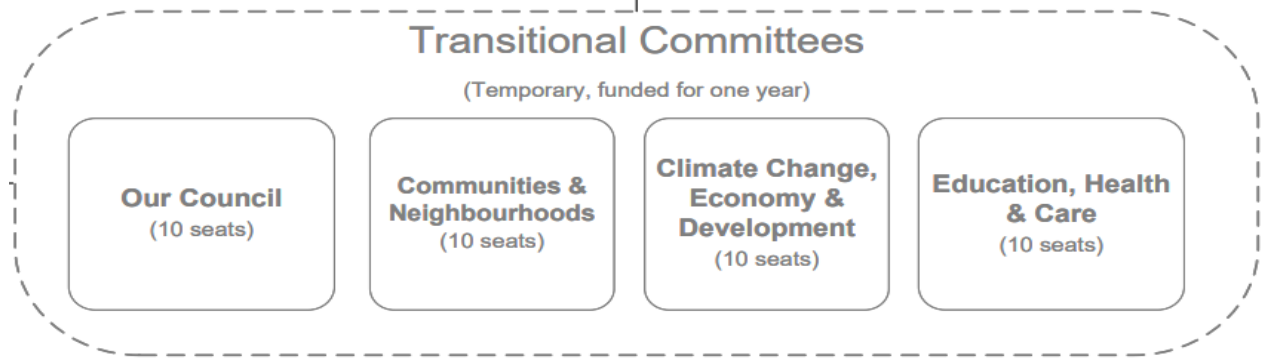 Transitional Committees
(Temporary, funded for one year)
Our Council
(10 seats)
Communities &
Neighbourhoods
(10 seats)
Climate Change,
Economy &
Development
(10 seats)
Education, Health
& Care
(10 seats)